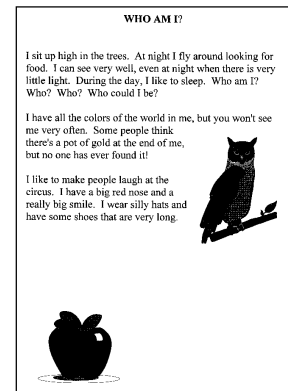 WHO AM I?
I sit up high in the trees. At night I fly around looking for
food. I can see very well, even at night when there is very
little light. During the day, I like to sleep. Who am I?
Who? Who? Who could I be?
I have all the colors of the world in me, but you won't see
me very often. Some people think
there's a pot of gold at the end of me,
but no one has ever found it!
I like to make people laugh at the
circus. I have a big red nose and a
really big smile. I wear silly hats and
have some shoes that are very long.